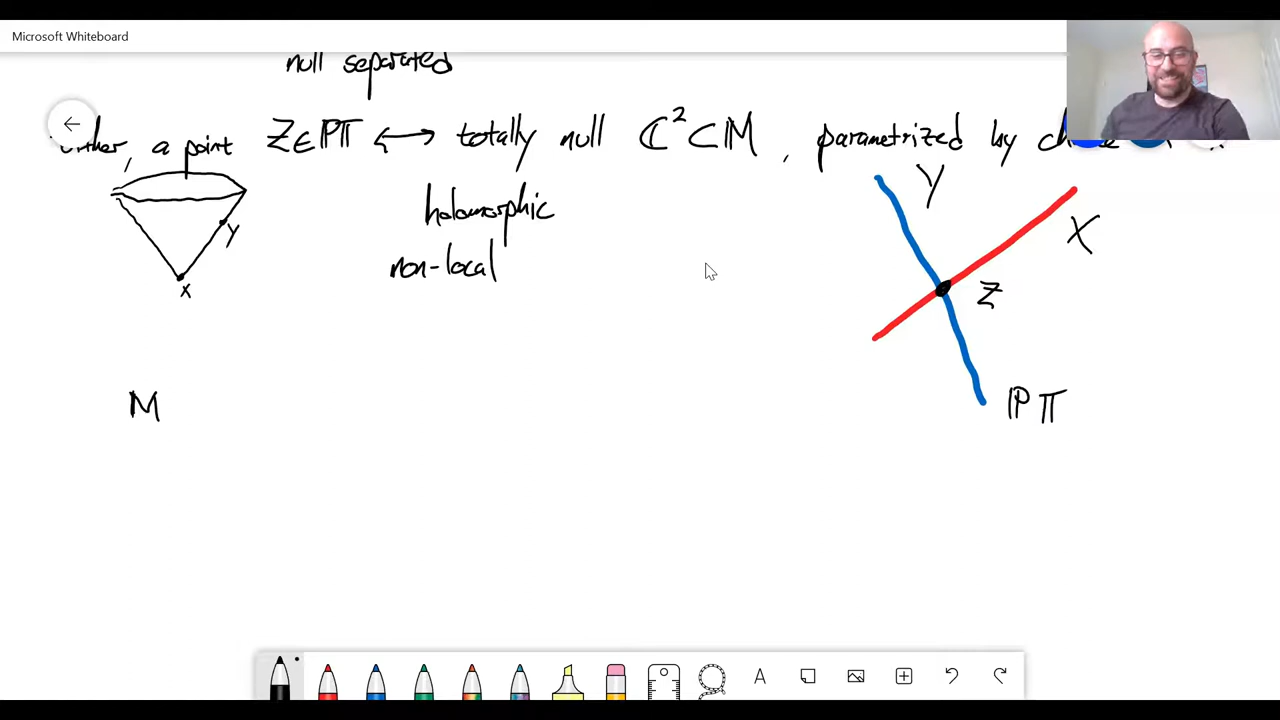 Microsoft Whiteboard
null separated
a point Z ∈ ℙ𝕋 ⟷ totally null ℂ² ⊂ 𝕄, parametrized by
Y
holomorphic
X
y
non-local
x
Z
M
ℙ𝕋
A